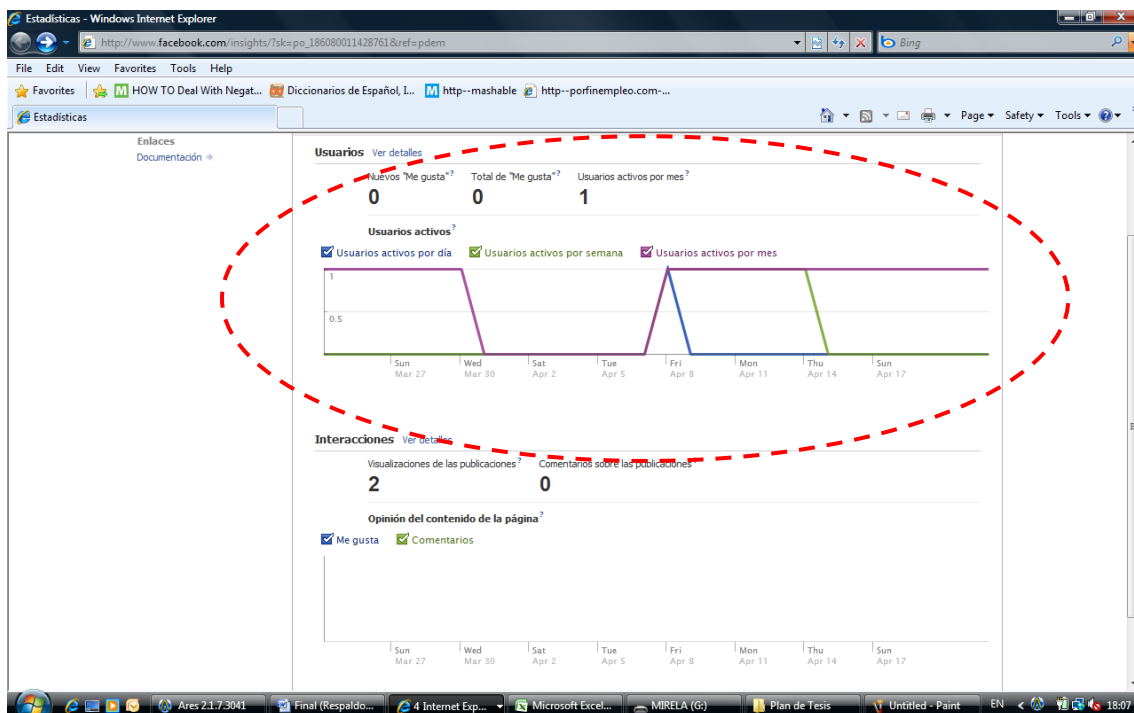 Estadísticas - Windows Internet Explorer
http://www.facebook.com/insights/?sk=po_186080011428761&ref=pdem
Bing
File Edit View Favorites Tools Help
Favorites HOW TO Deal With Negat... Diccionarios de Español, I... http--mashable http--porfinempleo.com-...
Estadísticas Page Safety Tools
Enlaces
Documentación
Usuarios Ver detalles
Nuevos "Me gusta"? Total de "Me gusta"? Usuarios activos por mes?
0 0 1
Usuarios activos?
Usuarios activos por día Usuarios activos por semana Usuarios activos por mes
1
0.5
Sun Wed Sat Tue Fri Mon Thu Sun
Mar 27 Mar 30 Apr 2 Apr 5 Apr 8 Apr 11 Apr 14 Apr 17
Interacciones Ver detalles
Visualizaciones de las publicaciones? Comentarios sobre las publicaciones?
2 0
Opinión del contenido de la página?
Me gusta Comentarios
Sun Wed Sat Tue Fri Mon Thu Sun
Mar 27 Mar 30 Apr 2 Apr 5 Apr 8 Apr 11 Apr 14 Apr 17
Ares 2.1.7.3041 Final (Respaldo... 4 Internet Exp... Microsoft Excel... MIRELA (G:) Plan de Tesis Untitled - Paint EN 18:07